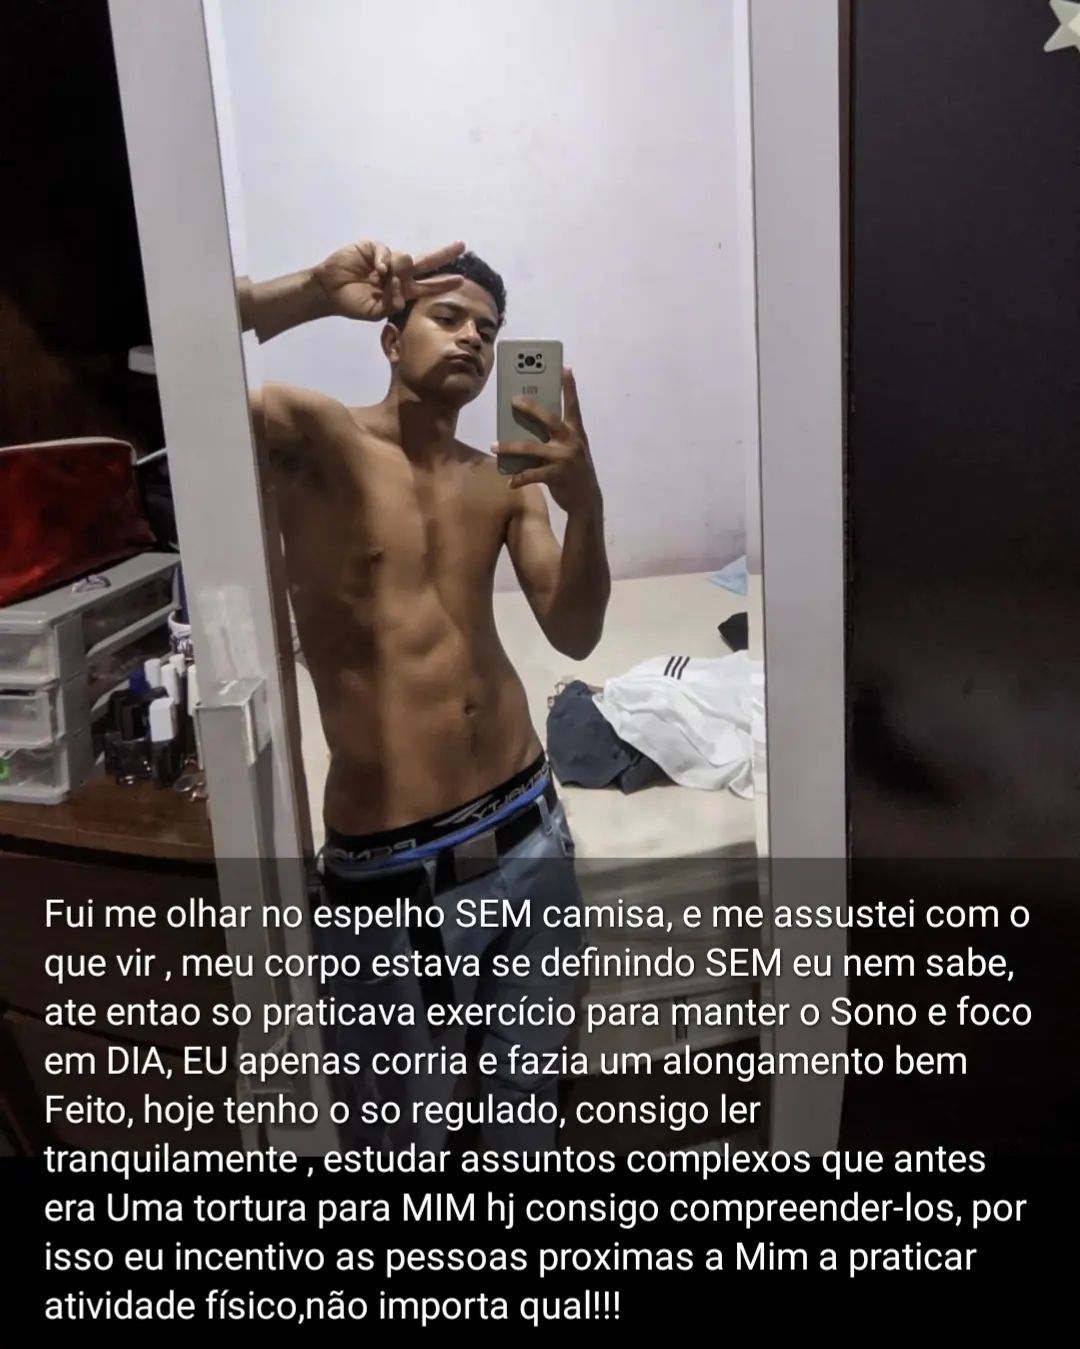 PENALTY
PENALTY
Fui me olhar no espelho SEM camisa, e me assustei com o
que vir , meu corpo estava se definindo SEM eu nem sabe,
ate entao so praticava exercício para manter o Sono e foco
em DIA, EU apenas corria e fazia um alongamento bem
Feito, hoje tenho o so regulado, consigo ler
tranquilamente , estudar assuntos complexos que antes
era Uma tortura para MIM hj consigo compreender-los, por
isso eu incentivo as pessoas proximas a Mim a praticar
atividade físico,não importa qual!!!